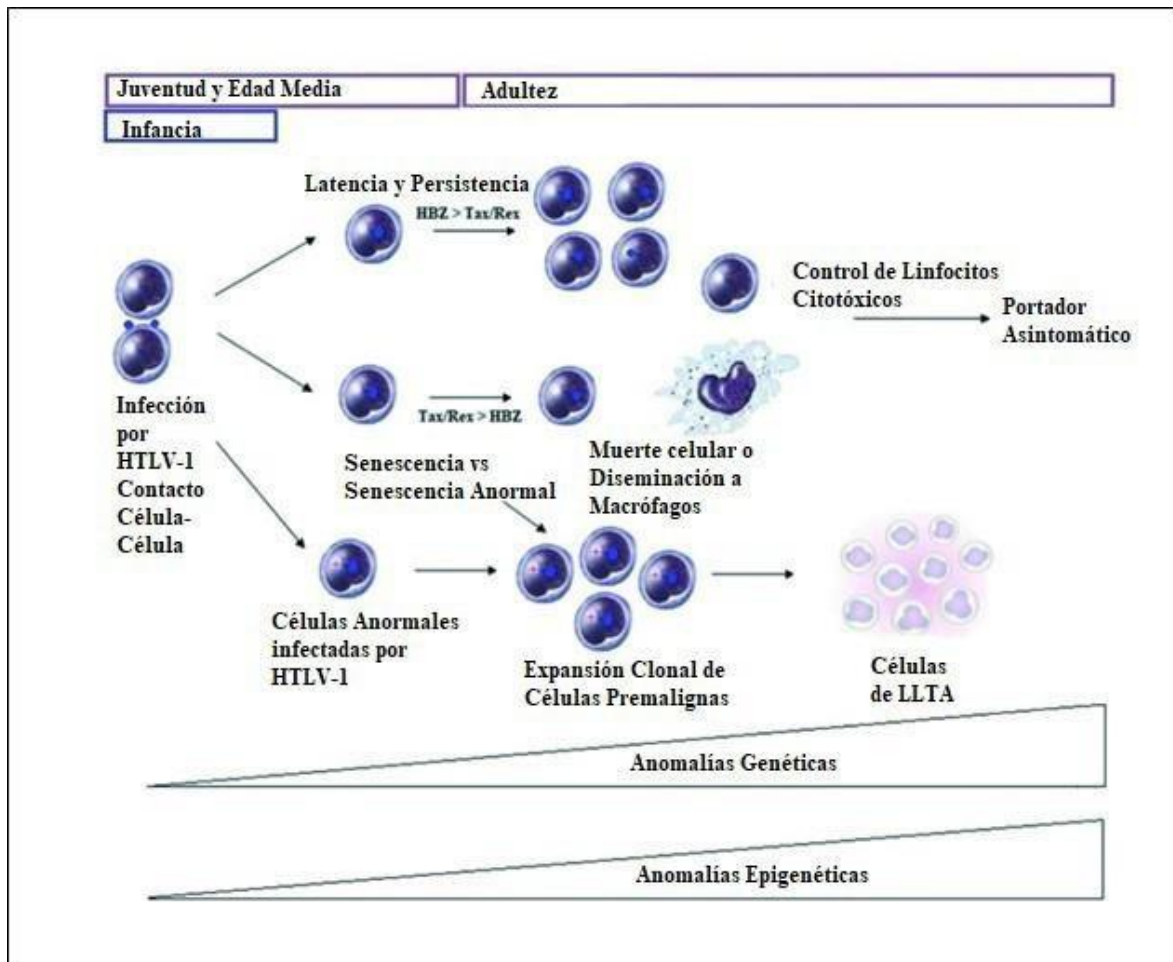 Juventud y Edad Media
Adultez
Infancia
Latencia y Persistencia
HBZ > Tax/Rex
Control de Linfocitos
Citotóxicos
Portador
Asintomático
Infección
por
HTLV-1
Contacto
Célula-
Célula
Tax/Rex > HBZ
Senescencia vs
Senescencia Anormal
Muerte celular o
Diseminación a
Macrófagos
Células Anormales
infectadas por
HTLV-1
Expansión Clonal de
Células Premalignas
Células
de LLTA
Anomalías Genéticas
Anomalías Epigenéticas